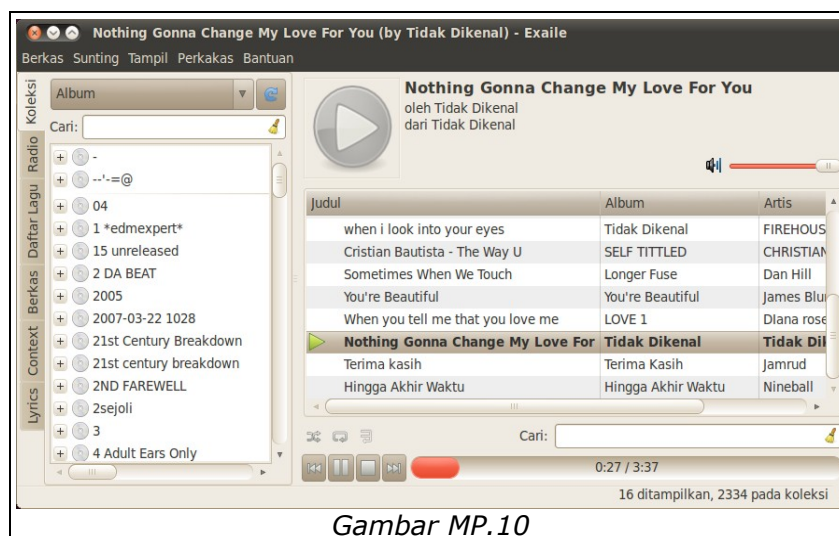 Nothing Gonna Change My Love For You (by Tidak Dikenal) - Exaile
Berkas Sunting Tampil Perkakas Bantuan
Koleksi
Radio
Daftar Lagu
Berkas
Context
Lyrics
Album
Cari:
-
--'-=@
04
1 *edmexpert*
15 unreleased
2 DA BEAT
2005
2007-03-22 1028
21st Century Breakdown
21st century breakdown
2ND FAREWELL
2sejoli
3
4 Adult Ears Only
Nothing Gonna Change My Love For You
oleh Tidak Dikenal
dari Tidak Dikenal
Judul Album Artis
when i look into your eyes Tidak Dikenal FIREHOUS
Cristian Bautista - The Way U SELF TITTLED CHRISTIAN
Sometimes When We Touch Longer Fuse Dan Hill
You're Beautiful You're Beautiful James Blun
When you tell me that you love me LOVE 1 DIana rose
Nothing Gonna Change My Love For Tidak Dikenal Tidak Dik
Terima kasih Terima Kasih Jamrud
Hingga Akhir Waktu Hingga Akhir Waktu Nineball
Cari:
0:27 / 3:37
16 ditampilkan, 2334 pada koleksi
Gambar MP.10